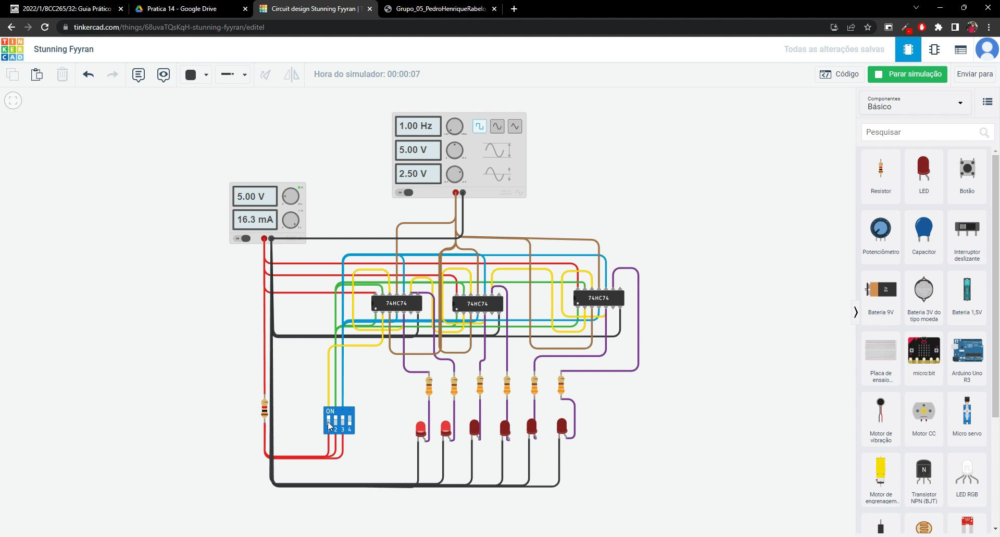 2022/1/BCC265/32: Guia Prático
Pratica 14 - Google Drive
Circuit design Stunning Fyyran |
Grupo_05_PedroHenriqueRabelo
tinkercad.com/things/68uvaTQsKqH-stunning-fyyran/editel
TIN
KER
CAD
Stunning Fyyran
Todas as alterações salvas
Hora do simulador: 00:00:07
Código
Parar simulação
Enviar para
Componentes
Básico
Pesquisar
Resistor
LED
Botão
Potenciômetro
Capacitor
Interruptor deslizante
Bateria 9V
Bateria 3V do tipo moeda
Bateria 1,5V
Placa de ensaio...
micro:bit
Arduino Uno R3
Motor de vibração
Motor CC
Micro servo
Motor de engrenagem...
Transistor NPN (BJT)
LED RGB
9V
N
1.00 Hz
5.00 V
2.50 V
ON
5.00 V
16.3 mA
ON
74HC74
74HC74
74HC74
ON
2 3 4